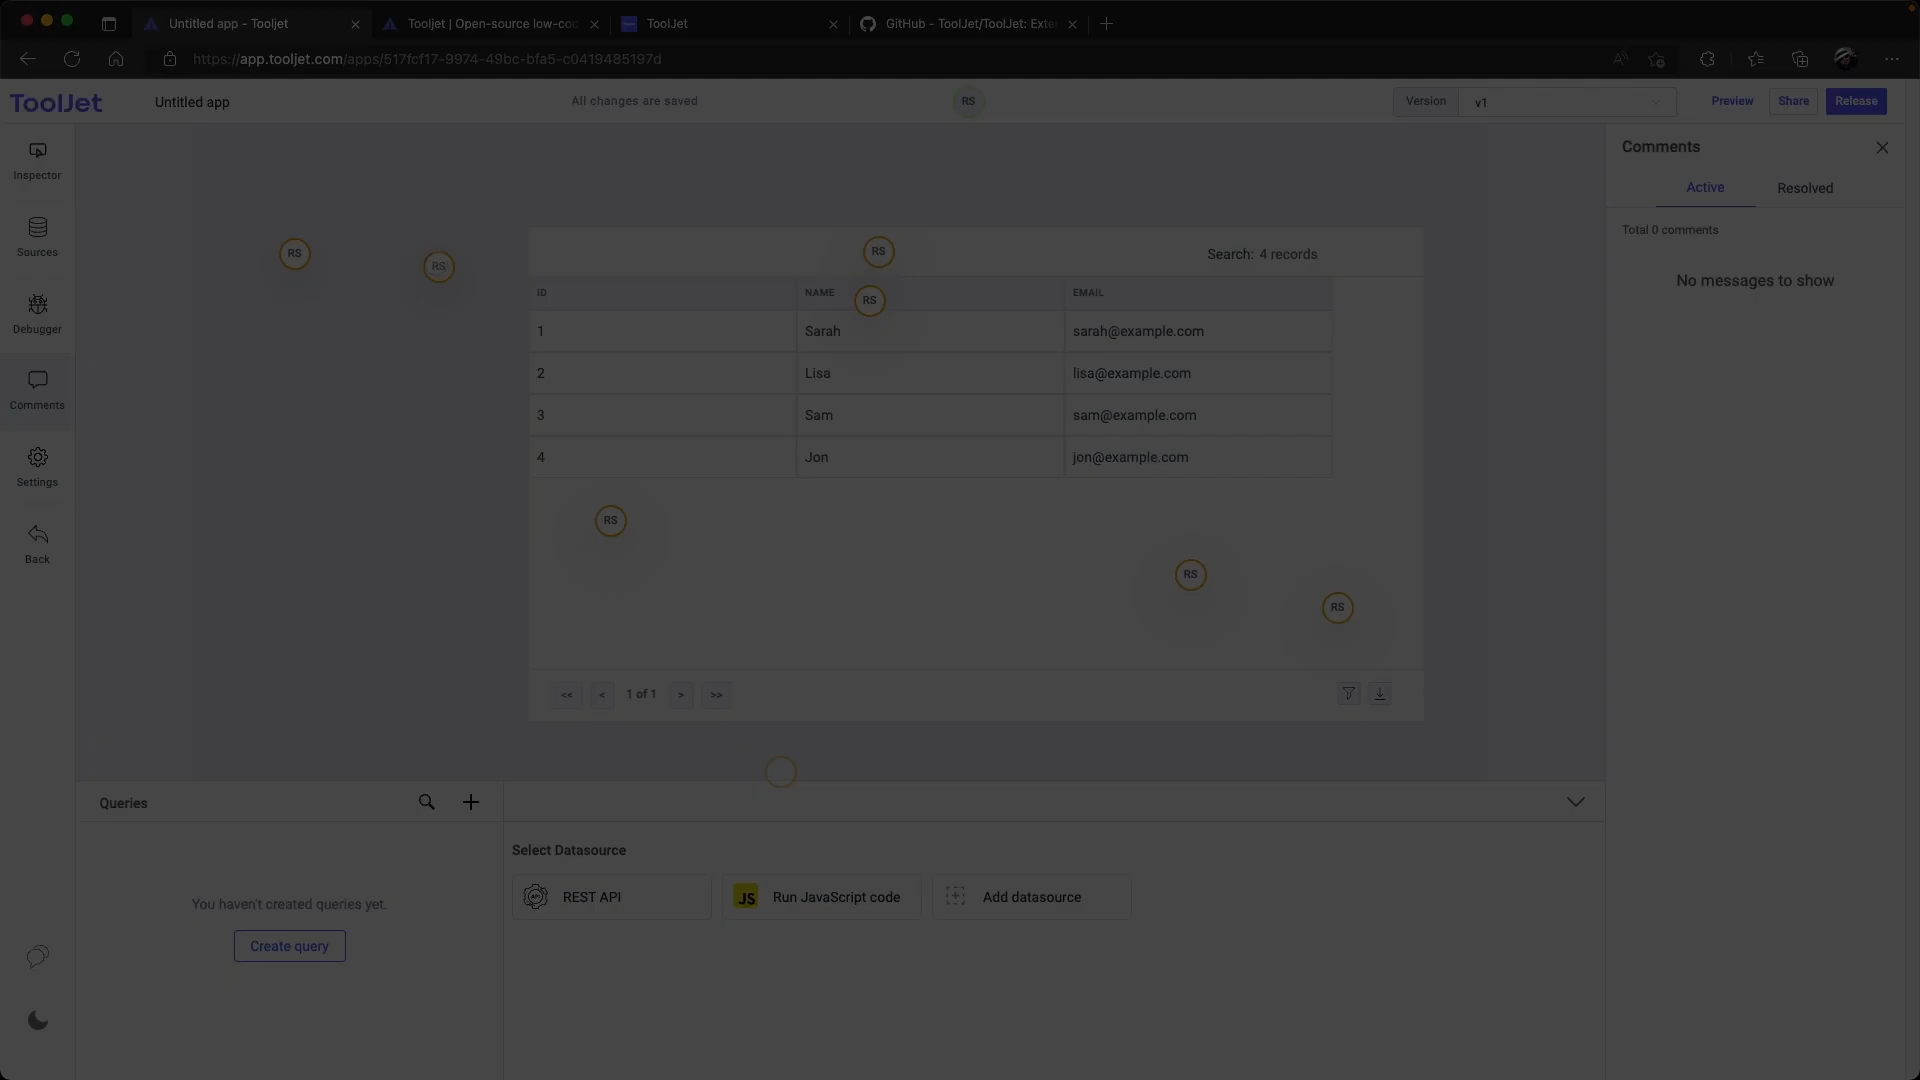 Untitled app - Tooljet
Tooljet | Open-source low-cod
ToolJet
GitHub - ToolJet/ToolJet: Exte
https://app.tooljet.com/apps/517fcf17-9974-49bc-bfa5-c0419485197d
ToolJet
Untitled app
All changes are saved
RS
Version
v1
Preview
Share
Release
Inspector
Sources
Debugger
Comments
Settings
Back
RS
RS
RS
RS
Search: 4 records
ID NAME EMAIL
1 Sarah sarah@example.com
2 Lisa lisa@example.com
3 Sam sam@example.com
4 Jon jon@example.com
RS
RS
RS
<< < 1 of 1 > >>
Comments
Active Resolved
Total 0 comments
No messages to show
Queries
You haven't created queries yet.
Create query
Select Datasource
API REST API
JS Run JavaScript code
Add datasource